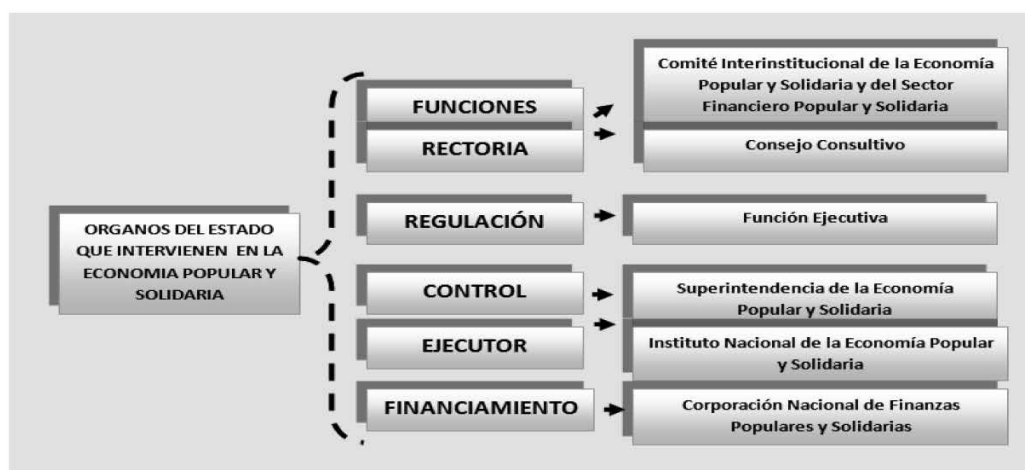 ORGANOS DEL ESTADO
QUE INTERVIENEN EN LA
ECONOMIA POPULAR Y
SOLIDARIA
FUNCIONES
Comité Interinstitucional de la Economía
Popular y Solidaria y del Sector
Financiero Popular y Solidaria
RECTORIA
Consejo Consultivo
REGULACIÓN
Función Ejecutiva
CONTROL
Superintendencia de la Economía
Popular y Solidaria
EJECUTOR
Instituto Nacional de la Economía Popular
y Solidaria
FINANCIAMIENTO
Corporación Nacional de Finanzas
Populares y Solidarias